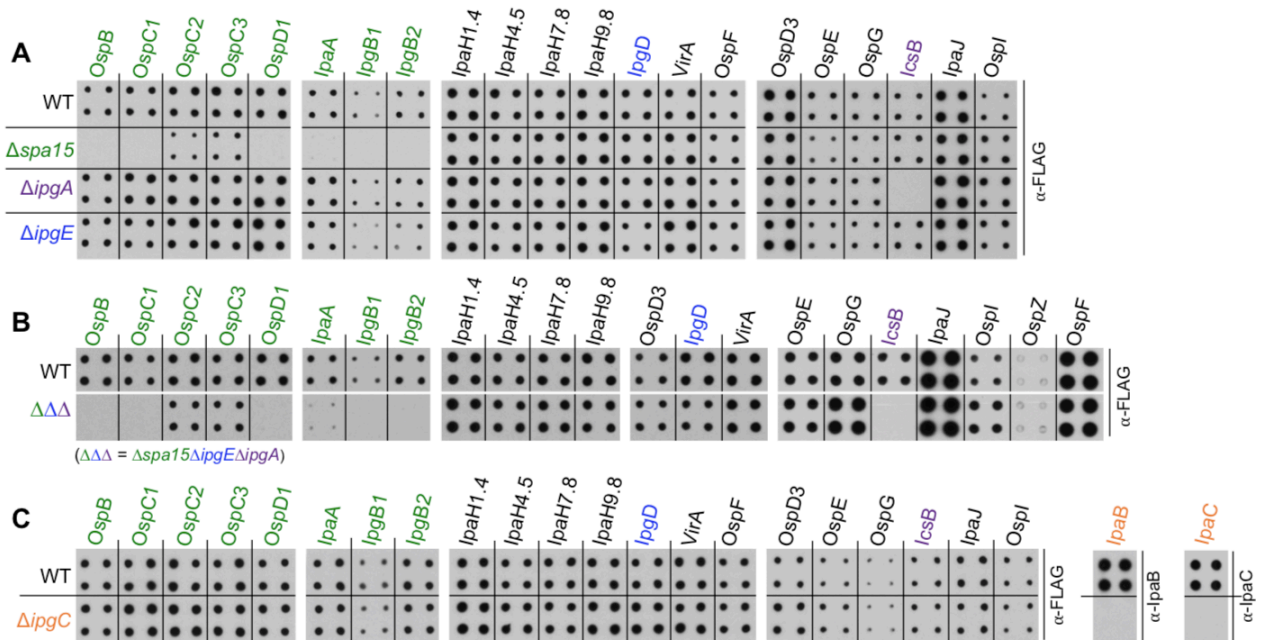 A
OspB OspC1 OspC2 OspC3 OspD1 IpaA IpgB1 IpgB2 IpaH1.4 IpaH4.5 IpaH7.8 IpaH9.8 IpgD VirA OspF OspD3 OspE OspG IcsB IpaJ OspI
WT
Δspa15
ΔipgA
ΔipgE
α-FLAG
B
OspB OspC1 OspC2 OspC3 OspD1 IpaA IpgB1 IpgB2 IpaH1.4 IpaH4.5 IpaH7.8 IpaH9.8 OspD3 IpgD VirA OspE OspG IcsB IpaJ OspI OspZ OspF
WT
ΔΔΔ
α-FLAG
(ΔΔΔ = Δspa15ΔipgEΔipgA)
C
OspB OspC1 OspC2 OspC3 OspD1 IpaA IpgB1 IpgB2 IpaH1.4 IpaH4.5 IpaH7.8 IpaH9.8 IpgD VirA OspF OspD3 OspE OspG IcsB IpaJ OspI IpaB IpaC
WT
ΔipgC
α-FLAG
α-IpaB
α-IpaC